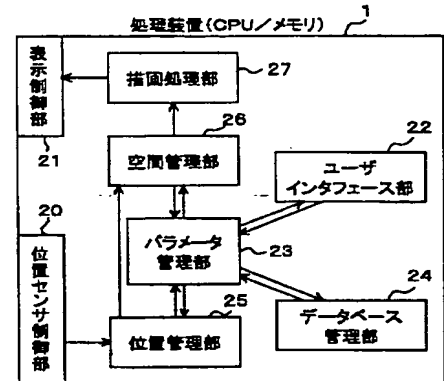 処理装置(CPU/メモリ)
1
表示制御部
21
描画処理部
27
26
空間管理部
22
ユーザ
インタフェース部
20
位置センサ制御部
パラメータ
管理部
23
25
位置管理部
24
データベース
管理部